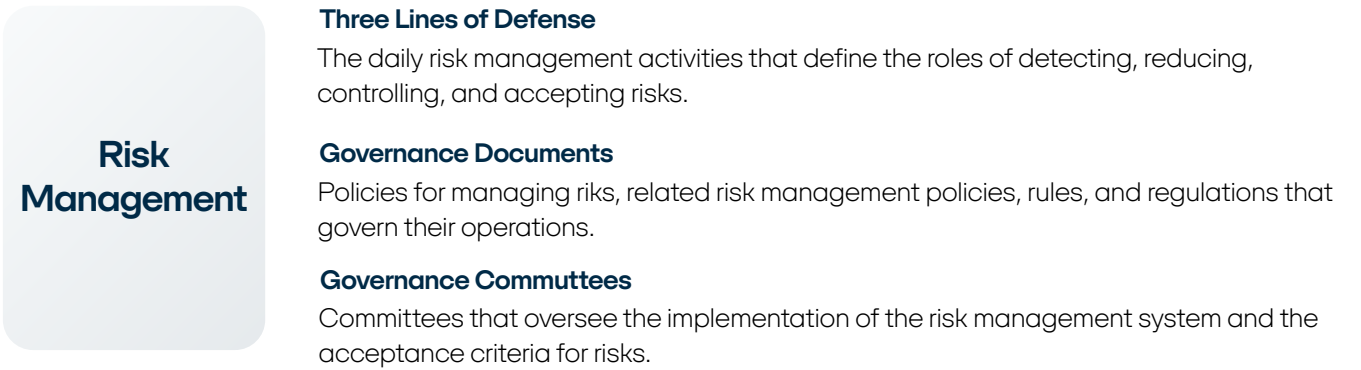 Risk
Management
Three Lines of Defense
The daily risk management activities that define the roles of detecting, reducing,
controlling, and accepting risks.
Governance Documents
Policies for managing riks, related risk management policies, rules, and regulations that
govern their operations.
Governance Commuttees
Committees that oversee the implementation of the risk management system and the
acceptance criteria for risks.